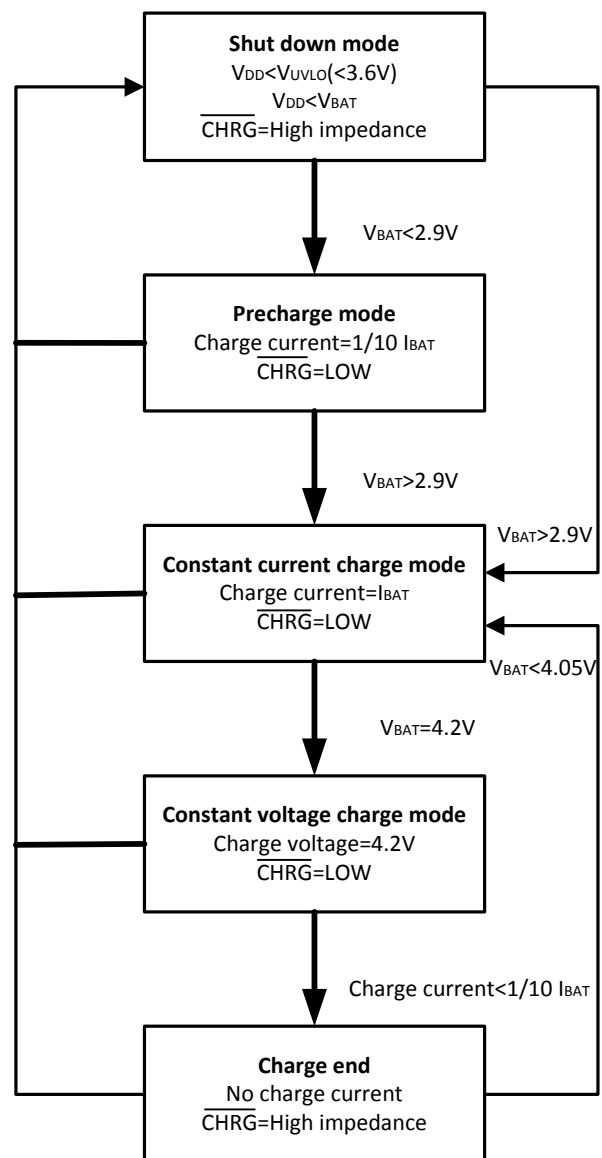 Shut down mode
VDD<VUVLO(<3.6V)
VDD<VBAT
CHRG=High impedance
VBAT<2.9V
Precharge mode
Charge current=1/10 IBAT
CHRG=LOW
VBAT>2.9V
VBAT>2.9V
Constant current charge mode
Charge current=IBAT
CHRG=LOW
VBAT<4.05V
VBAT=4.2V
Constant voltage charge mode
Charge voltage=4.2V
CHRG=LOW
Charge current<1/10 IBAT
Charge end
No charge current
CHRG=High impedance